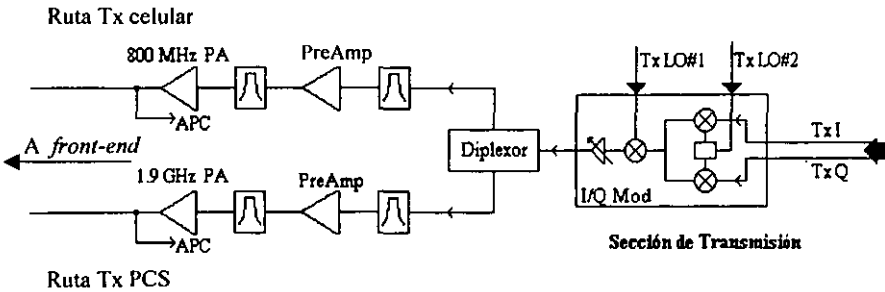 Ruta Tx celular
800 MHz PA
PreAmp
APC
Tx LO#1
Tx LO#2
A front-end
Diplexor
Tx I
Tx Q
I/Q Mod
1.9 GHz PA
PreAmp
APC
Sección de Transmisión
Ruta Tx PCS